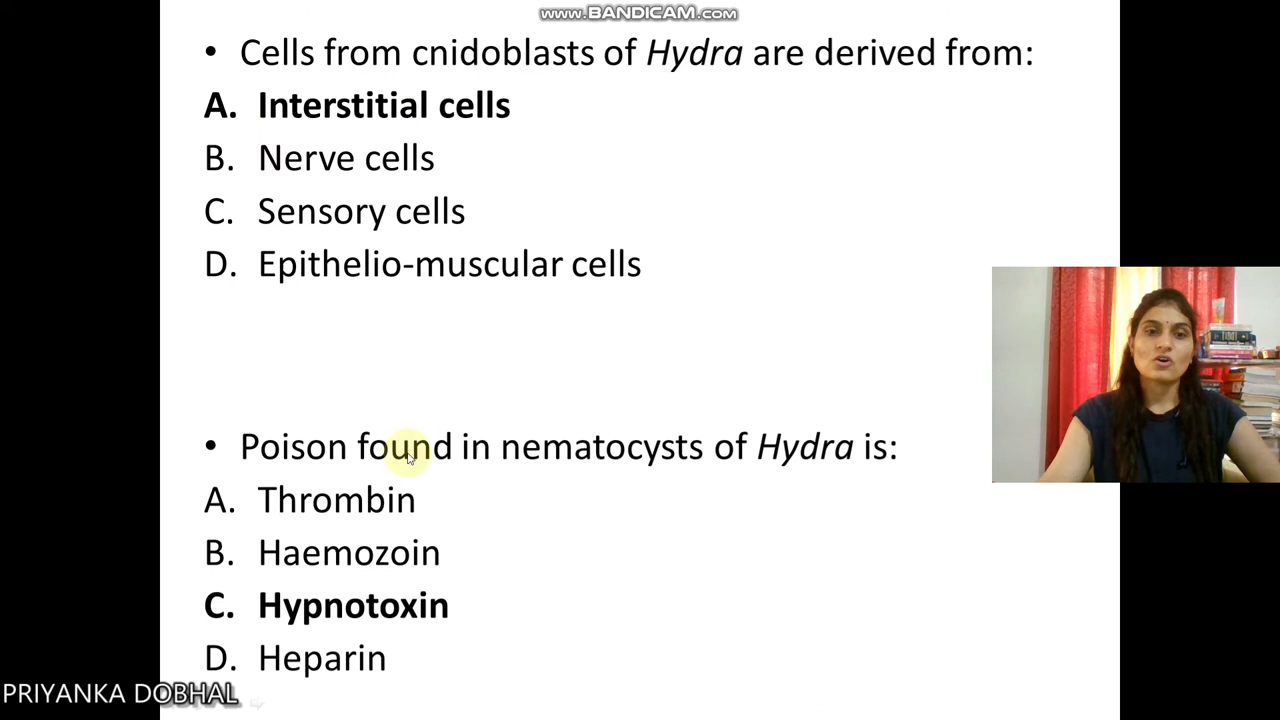 www.BANDICAM.com
• Cells from cnidoblasts of Hydra are derived from:
A. Interstitial cells
B. Nerve cells
C. Sensory cells
D. Epithelio-muscular cells
• Poison found in nematocysts of Hydra is:
A. Thrombin
B. Haemozoin
C. Hypnotoxin
D. Heparin
PRIYANKA DOBHAL